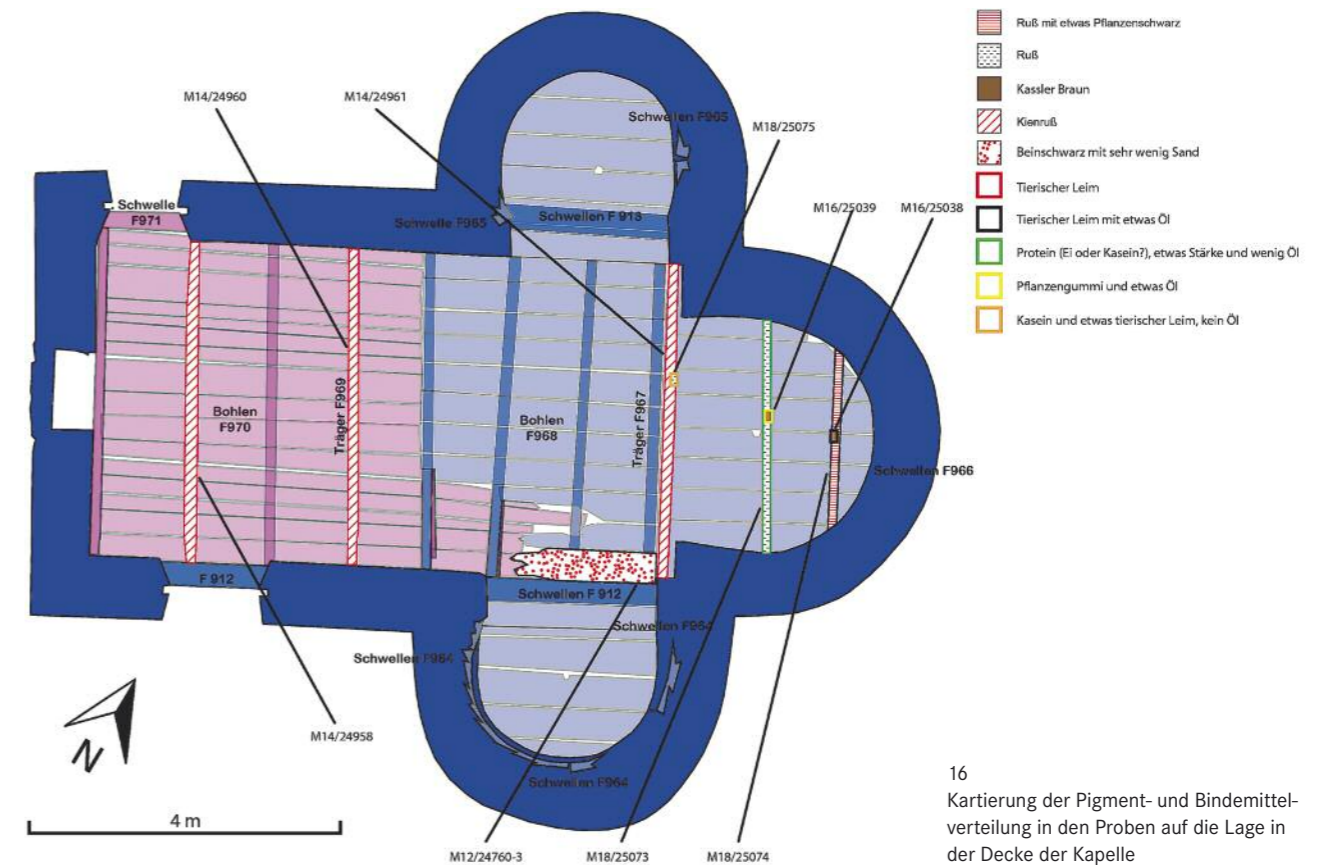 M14/24960
M14/24961
M18/25075
M16/25039
M16/25038
Schwellen F965
Schwelle
F971
Schwelle F965
Schwellen F 913
Träger F969
Bohlen
F970
Bohlen
F968
Träger F967
Schwellen F966
F 912
Schwellen F 912
Schwellen F964
Schwellen F964
Schwellen F964
M14/24958
N
4 m
M12/24760-3
M18/25073
M18/25074
Ruß mit etwas Pflanzenschwarz
Ruß
Kassler Braun
Kienruß
Beinschwarz mit sehr wenig Sand
Tierischer Leim
Tierischer Leim mit etwas Öl
Protein (Ei oder Kasein?), etwas Stärke und wenig Öl
Pflanzengummi und etwas Öl
Kasein und etwas tierischer Leim, kein Öl
16
Kartierung der Pigment- und Bindemittel-
verteilung in den Proben auf die Lage in
der Decke der Kapelle